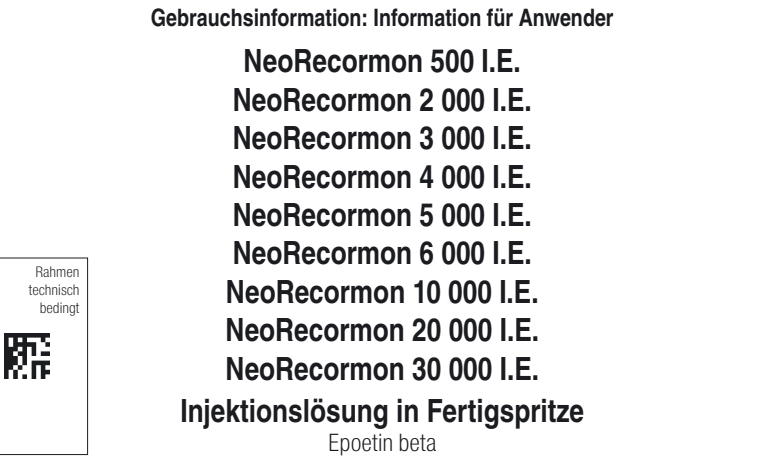 Gebrauchsinformation: Information für Anwender
NeoRecormon 500 I.E.
NeoRecormon 2 000 I.E.
NeoRecormon 3 000 I.E.
NeoRecormon 4 000 I.E.
NeoRecormon 5 000 I.E.
NeoRecormon 6 000 I.E.
NeoRecormon 10 000 I.E.
NeoRecormon 20 000 I.E.
NeoRecormon 30 000 I.E.
Injektionslösung in Fertigspritze
Epoetin beta
Rahmen
technisch
bedingt